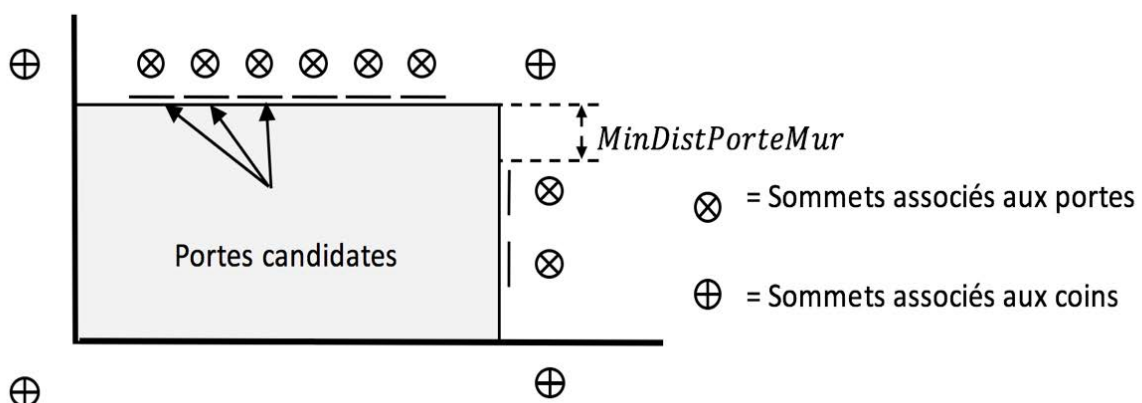 MinDistPorteMur
= Sommets associés aux portes
Portes candidates
= Sommets associés aux coins